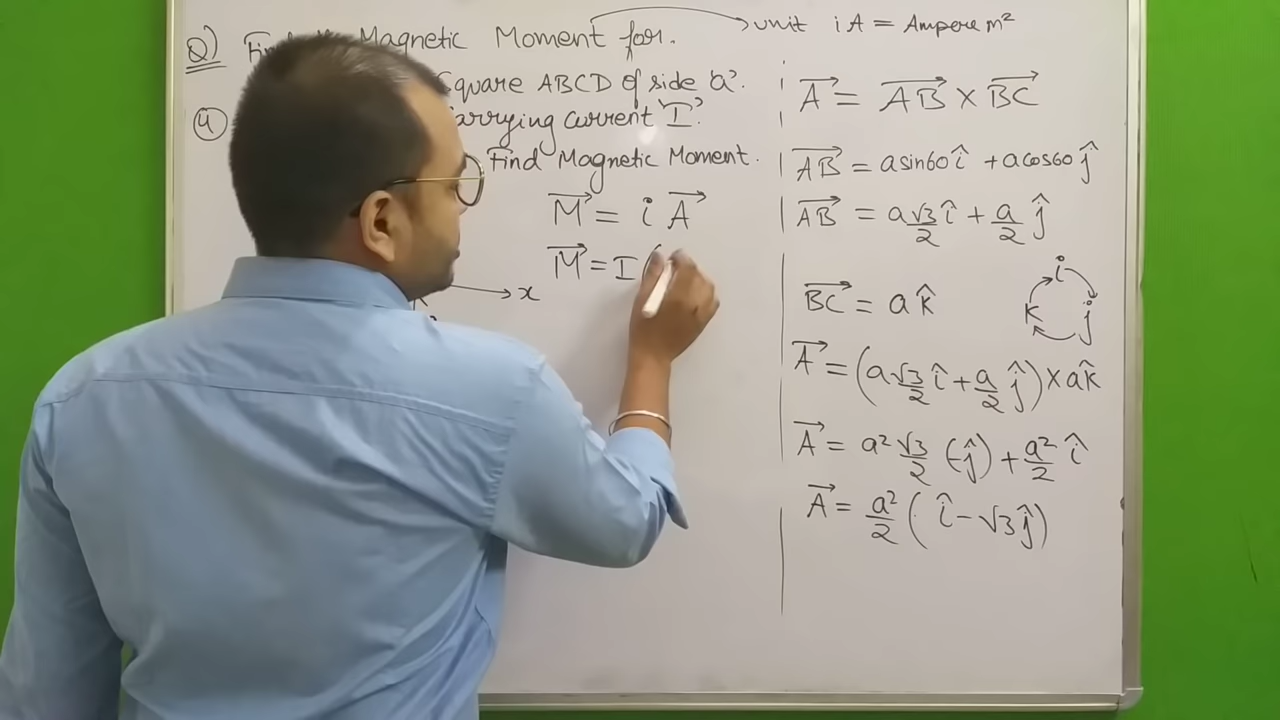 Q) Magnetic Moment for. → unit i A = Ampere m²
Square ABCD of side 'a'.
4 carrying current 'I'.
Find Magnetic Moment.
M⃗ = i A⃗
M⃗ = I (
x
A⃗ = AB⃗ × BC⃗
AB⃗ = a sin60 î + a cos60 ĵ
AB⃗ = a√3/2 î + a/2 ĵ
BC⃗ = a k̂
i
k j
A⃗ = (a√3/2 î + a/2 ĵ) × a k̂
A⃗ = a² √3/2 (-ĵ) + a²/2 î
A⃗ = a²/2 ( î - √3 ĵ)